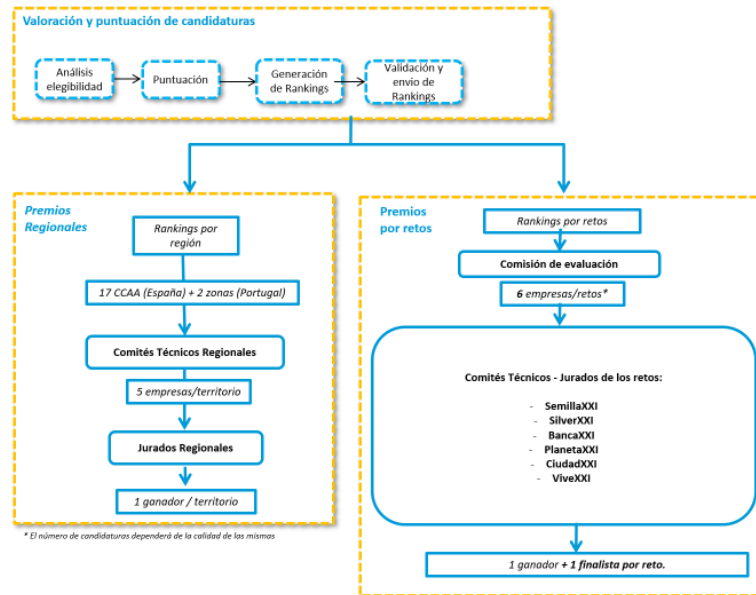 Valoración y puntuación de candidaturas
Análisis
elegibilidad
Puntuación
Generación
de Rankings
Validación y
envio de
Rankings
Premios
Regionales
Rankings por
región
17 CCAA (España) + 2 zonas (Portugal)
Comités Técnicos Regionales
5 empresas/territorio
Jurados Regionales
1 ganador / territorio
* El número de candidaturas dependerá de la calidad de las mismas
Premios
por retos
Rankings por retos
Comisión de evaluación
6 empresas/retos*
Comités Técnicos - Jurados de los retos:
- SemillaXXI
- SilverXXI
- BancaXXI
- PlanetaXXI
- CiudadXXI
- ViveXXI
1 ganador + 1 finalista por reto.